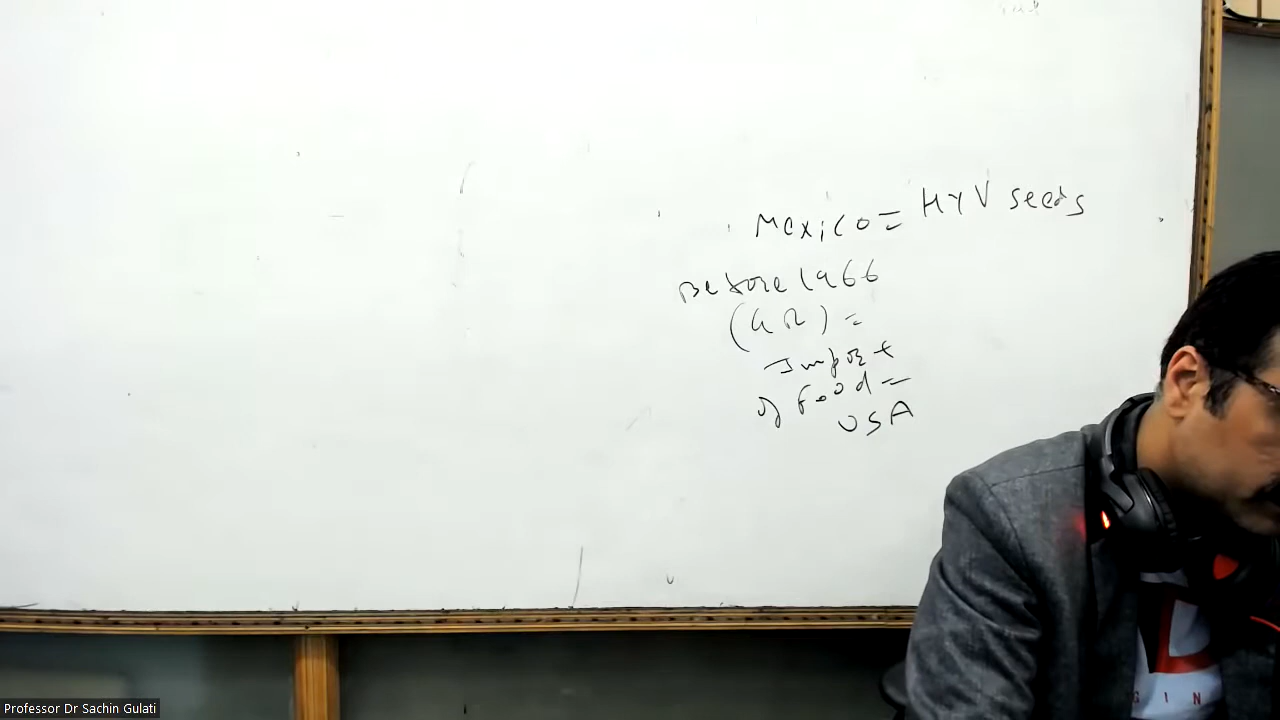 Mexico = HYV seeds
Before 1966
(GR) =
Import
of Food =
USA
Professor Dr Sachin Gulati